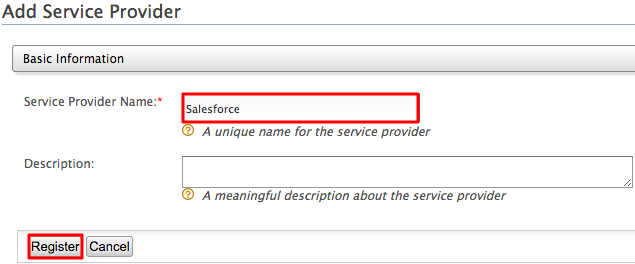 Add Service Provider
Basic Information
Service Provider Name:*
Salesforce
A unique name for the service provider
Description:
A meaningful description about the service provider
Register Cancel